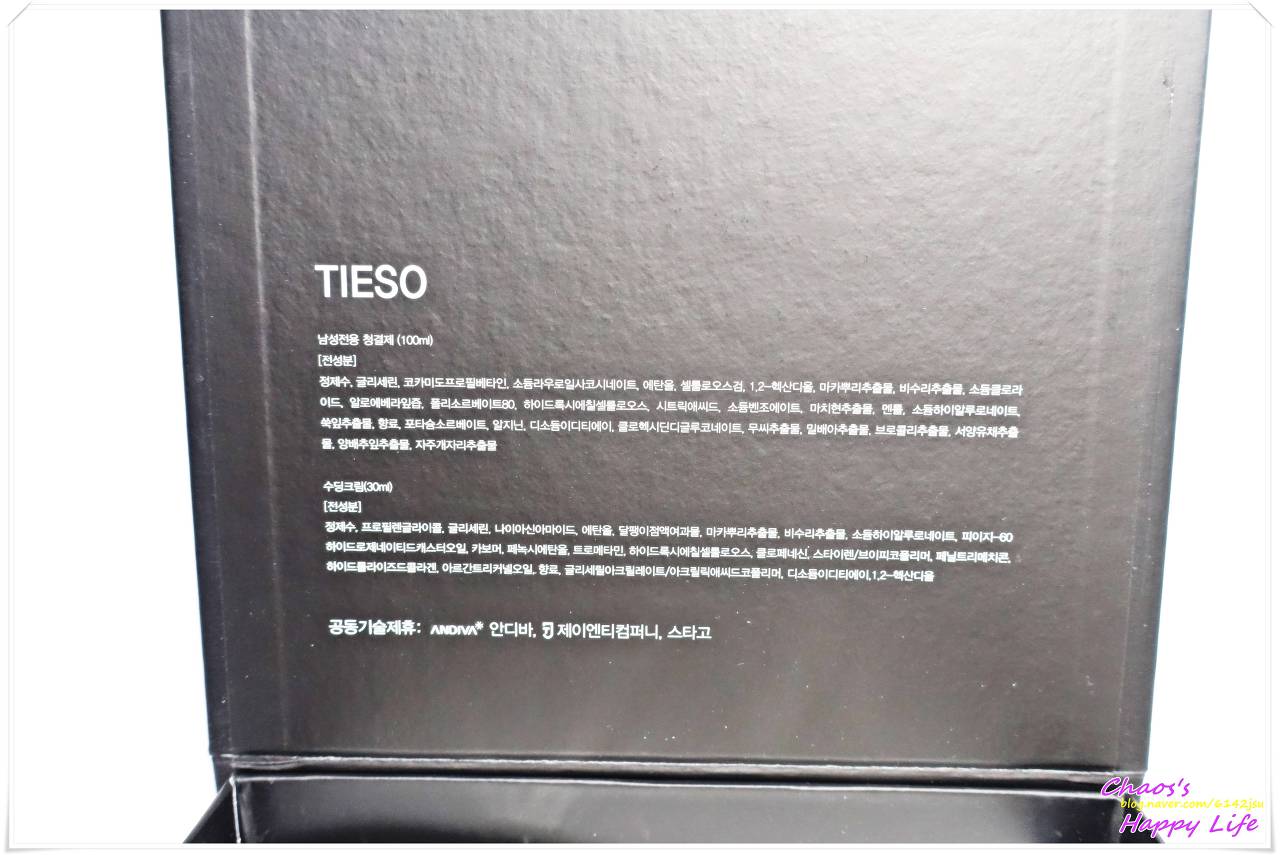 TIESO
남성전용 청결제 (100ml)
[전성분]
정제수, 글리세린, 코카미도프로필베타인, 소듐라우로일사코시네이트, 에탄올, 셀룰로오스검, 1,2-헥산디올, 마카뿌리추출물, 비수리추출물, 소듐클로라
이드, 알로에베라잎즙, 폴리소르베이트80, 하이드록시에칠셀룰로오스, 시트릭애씨드, 소듐벤조에이트, 마치현추출물, 멘톨, 소듐하이알루로네이트,
쑥잎추출물, 향료, 포타슘소르베이트, 알지닌, 디소듐이디티에이, 클로헥시딘디글루코네이트, 무씨추출물, 밀배아추출물, 브로콜리추출물, 서양유채추출
물, 양배추잎추출물, 자주개자리추출물
수딩크림(30ml)
[전성분]
정제수, 프로필렌글라이콜, 글리세린, 나이아신아마이드, 에탄올, 달팽이점액여과물, 마카뿌리추출물, 비수리추출물, 소듐하이알루로네이트, 피이지-60
하이드로제네이티드캐스터오일, 카보머, 페녹시에탄올, 트로메타민, 하이드록시에칠셀룰로오스, 클로페네신, 스타이렌/브이피코폴리머, 페닐트리메치콘,
하이드롤라이즈드콜라겐, 아르간트리커넬오일, 향료, 글리세릴아크릴레이트/아크릴릭애씨드코폴리머, 디소듐이디티에이,1,2-헥산디올
공동기술제휴: ANDIVA* 안디바, 제이엔티컴퍼니, 스타고
Chaos's
blog.naver.com/6142jsu
Happy Life